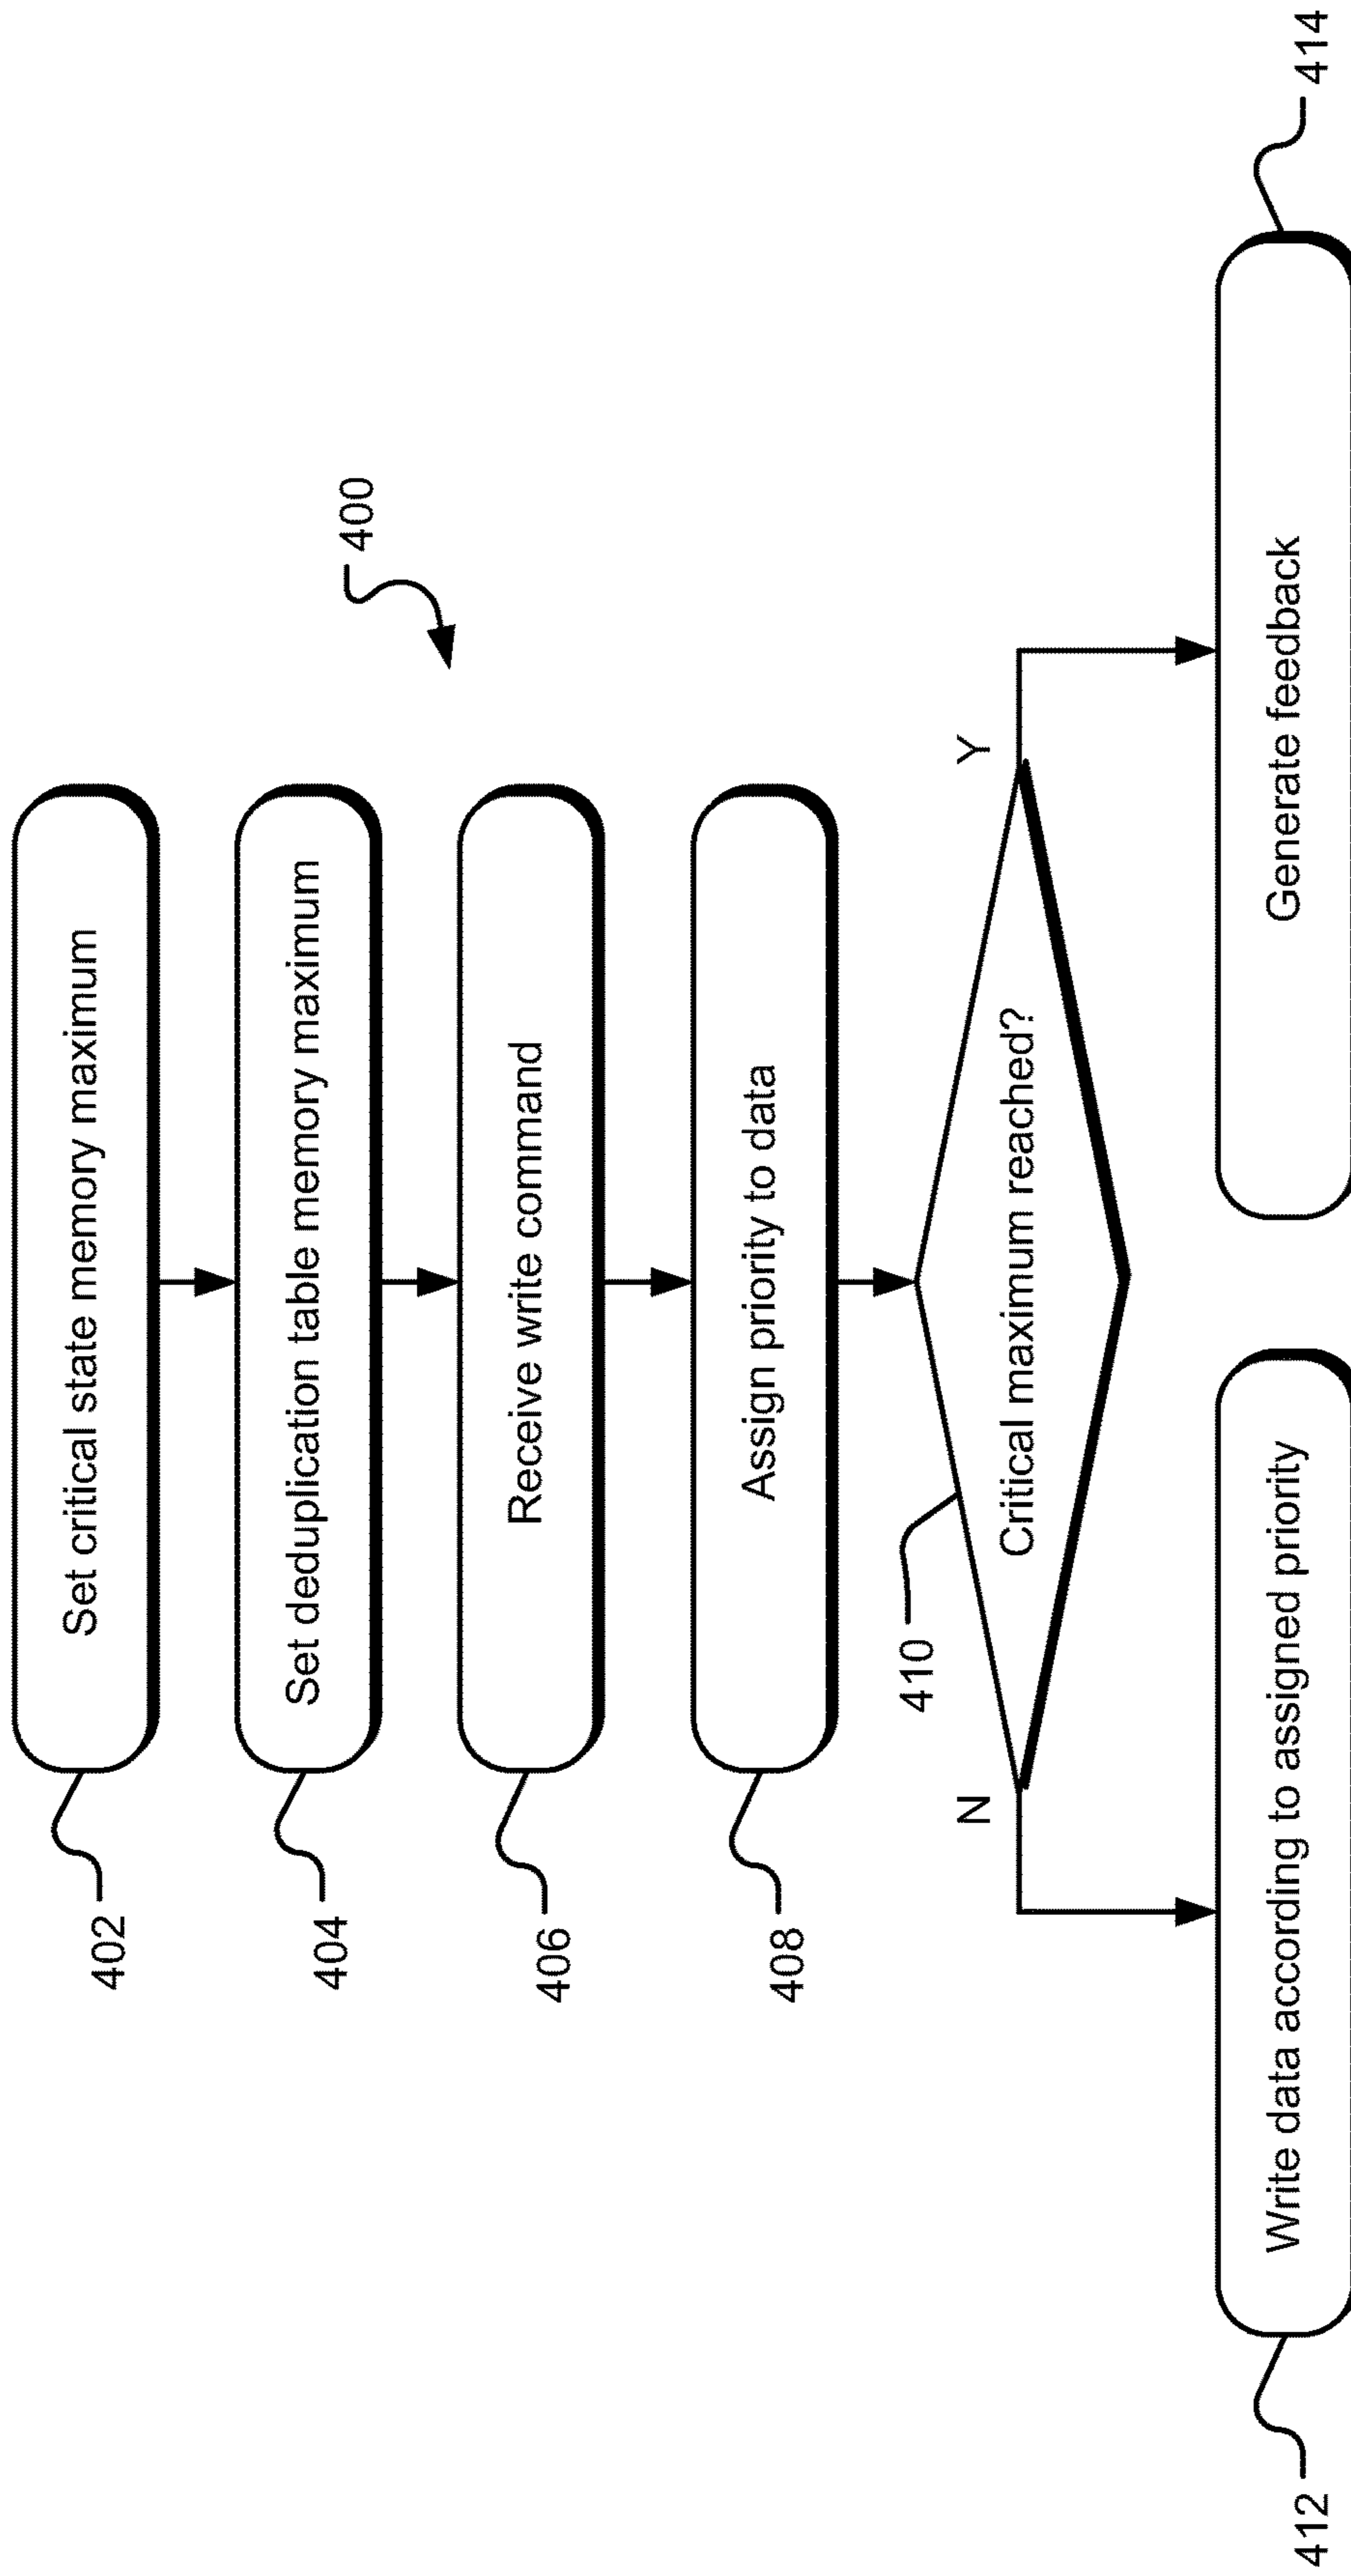 400
402
Set critical state memory maximum
404
Set deduplication table memory maximum
406
Receive write command
408
Assign priority to data
410
N
Critical maximum reached?
Y
412
Write data according to assigned priority
Generate feedback
414